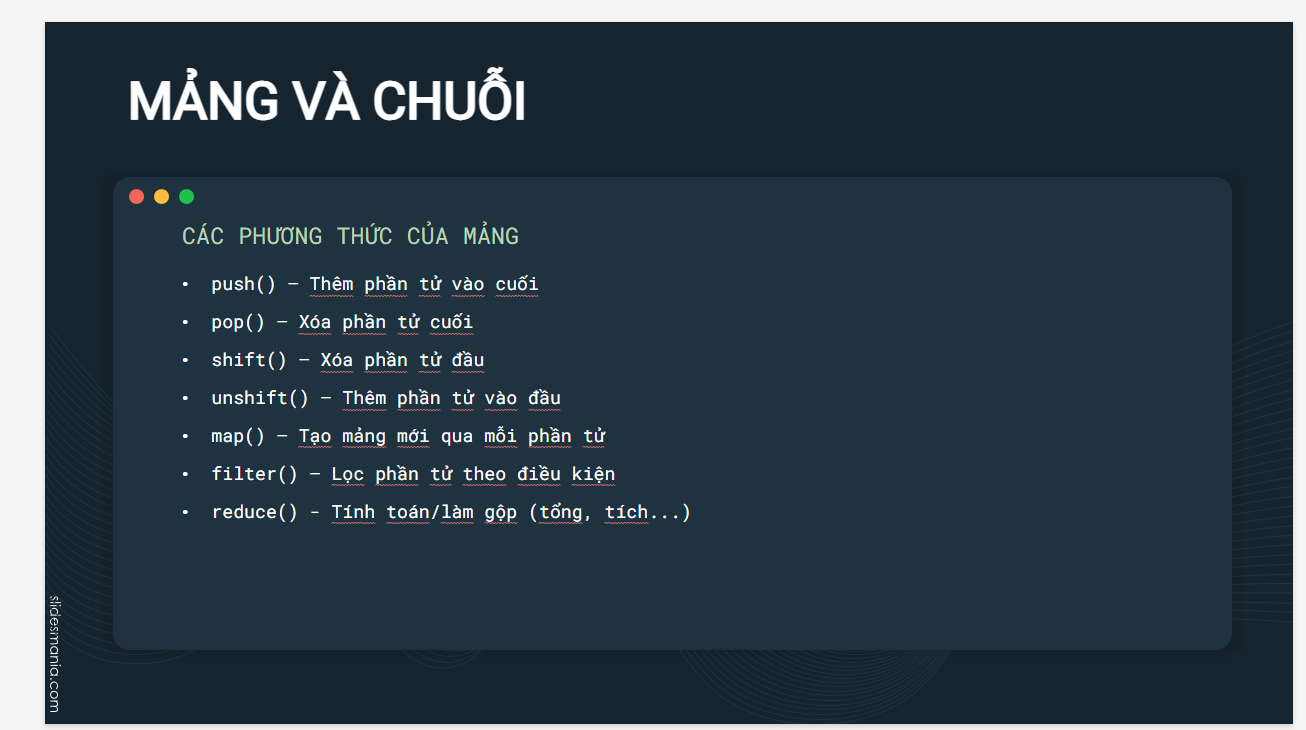 MẢNG VÀ CHUỖI
CÁC PHƯƠNG THỨC CỦA MẢNG
• push() – Thêm phần tử vào cuối
• pop() – Xóa phần tử cuối
• shift() – Xóa phần tử đầu
• unshift() – Thêm phần tử vào đầu
• map() – Tạo mảng mới qua mỗi phần tử
• filter() – Lọc phần tử theo điều kiện
• reduce() - Tính toán/làm gộp (tổng, tích...)
slidesmania.com